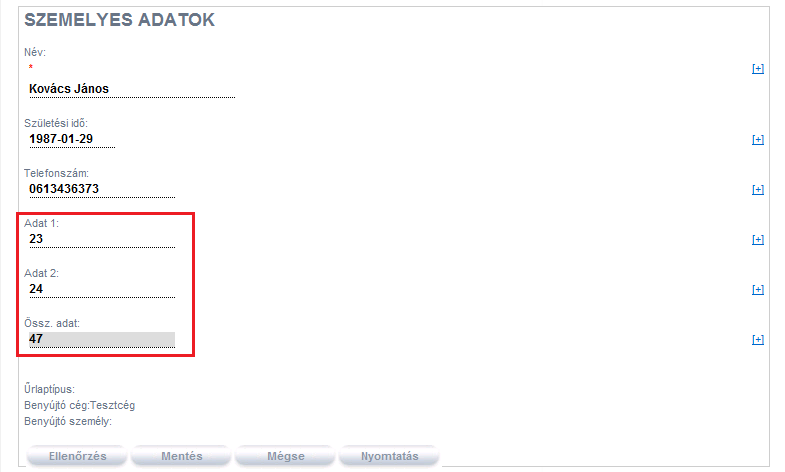 SZEMELYES ADATOK
Név:
*
[+]
Kovács János
Születési idő:
1987-01-29
[+]
Telefonszám:
0613436373
[+]
Adat 1:
23
[+]
Adat 2:
24
[+]
Össz. adat:
47
[+]
Űrlaptípus:
Benyújtó cég:Tesztcég
Benyújtó személy:
Ellenőrzés Mentés Mégse Nyomtatás